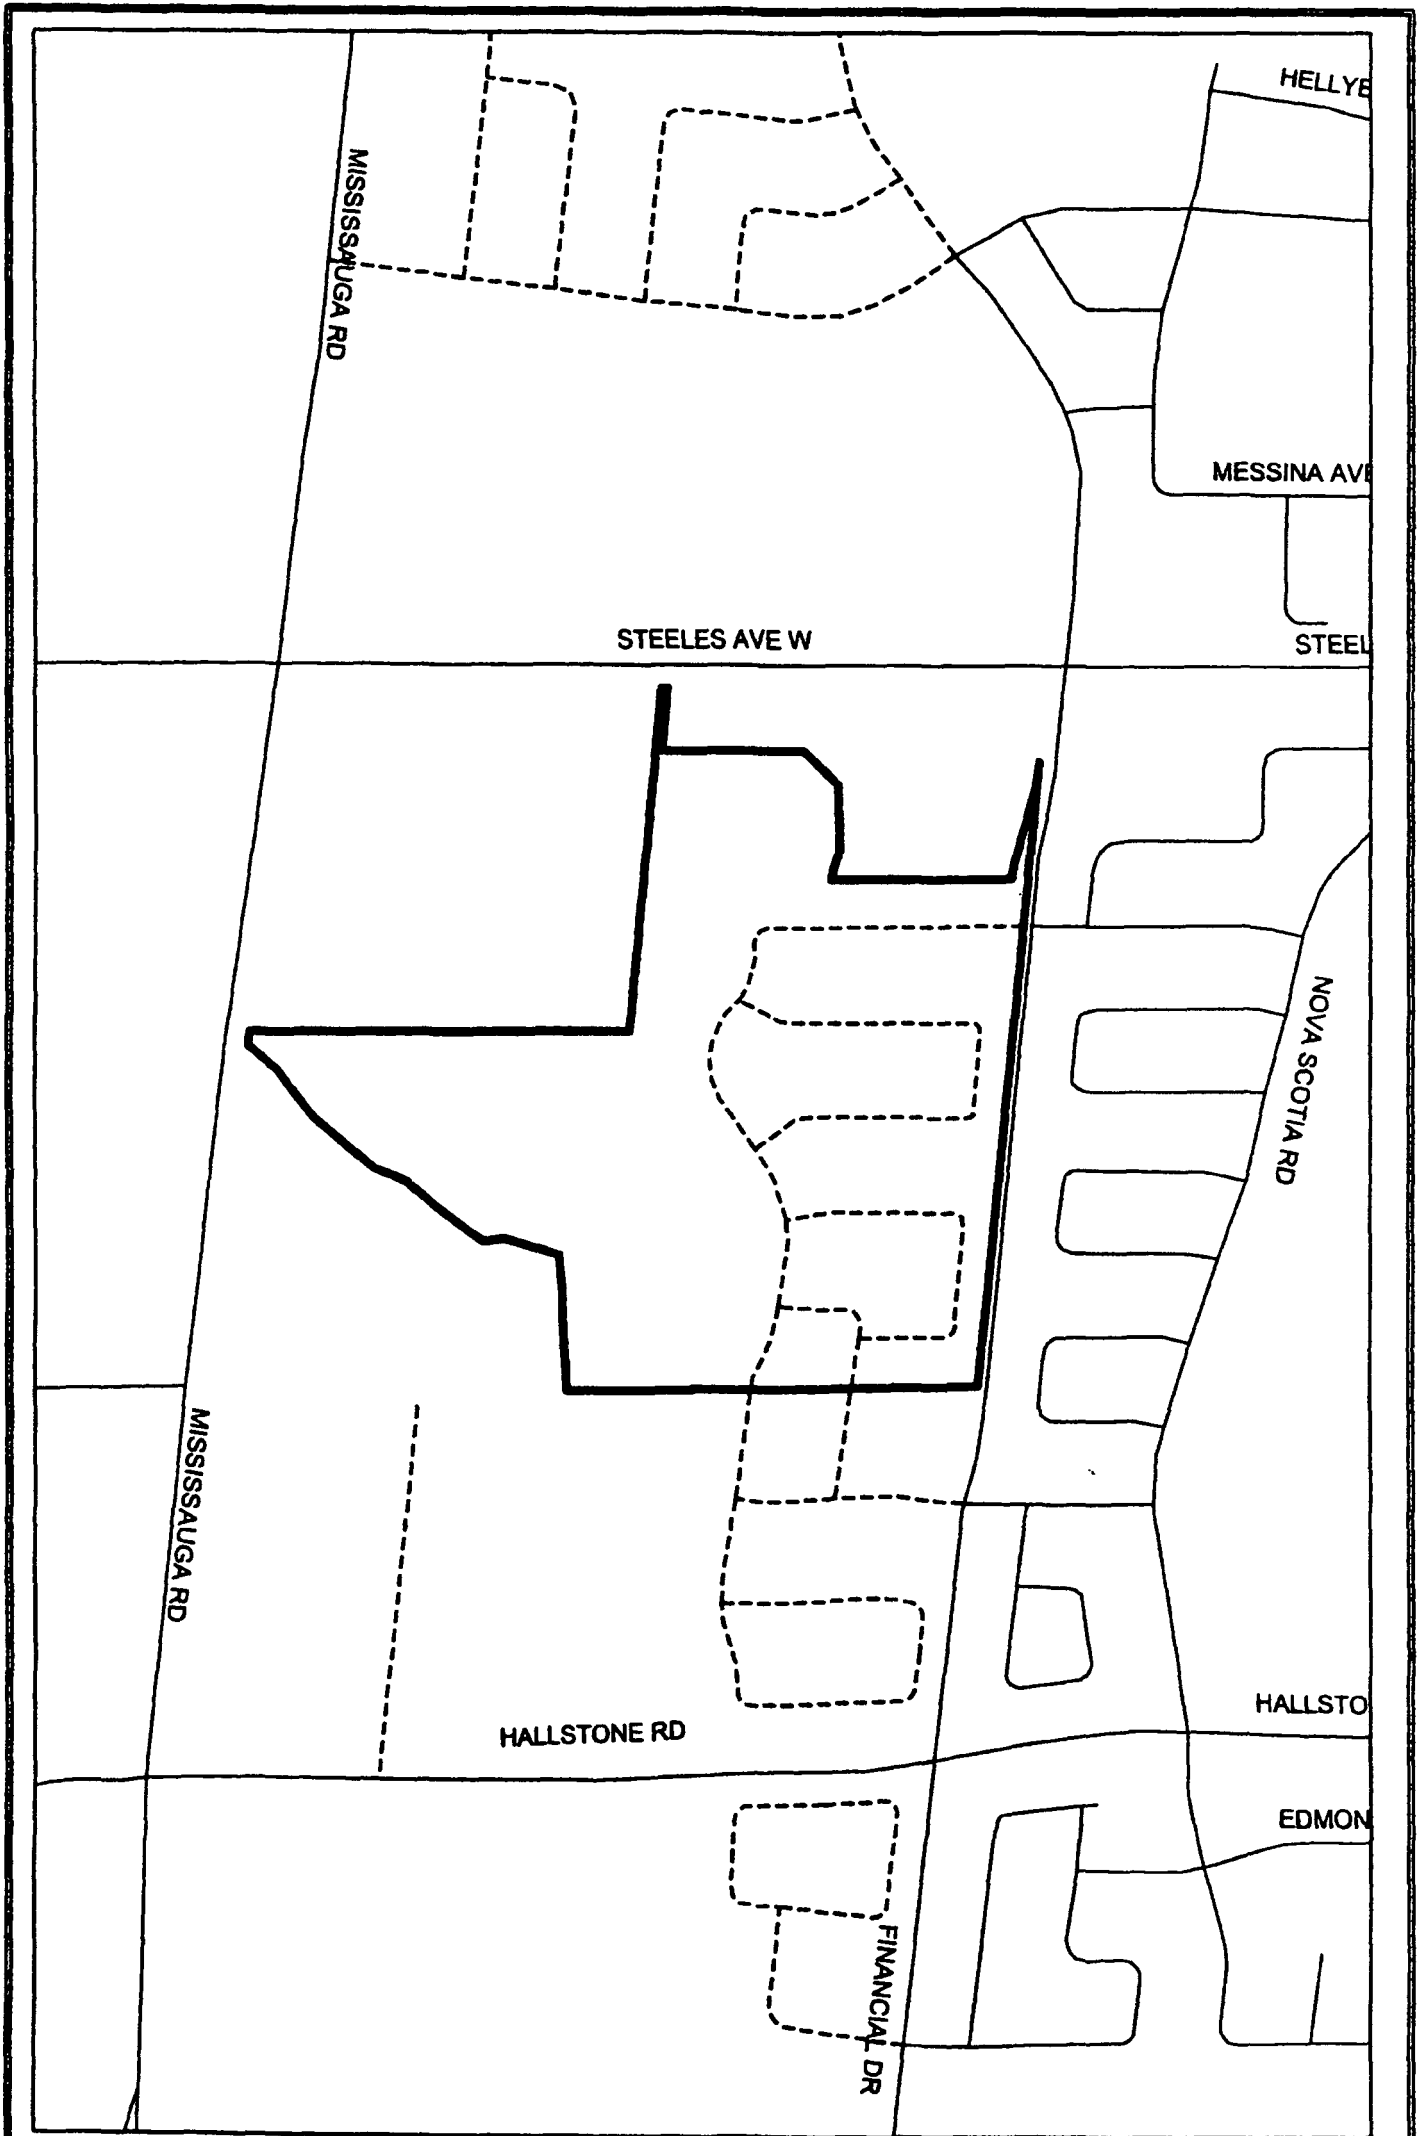 HELLYE
MISSISSAUGA RD
MESSINA AVE
STEELES AVE W
STEEL
NOVA SCOTIA RD
MISSISSAUGA RD
HALLSTONE RD
HALLSTO
EDMON
FINANCIAL DR